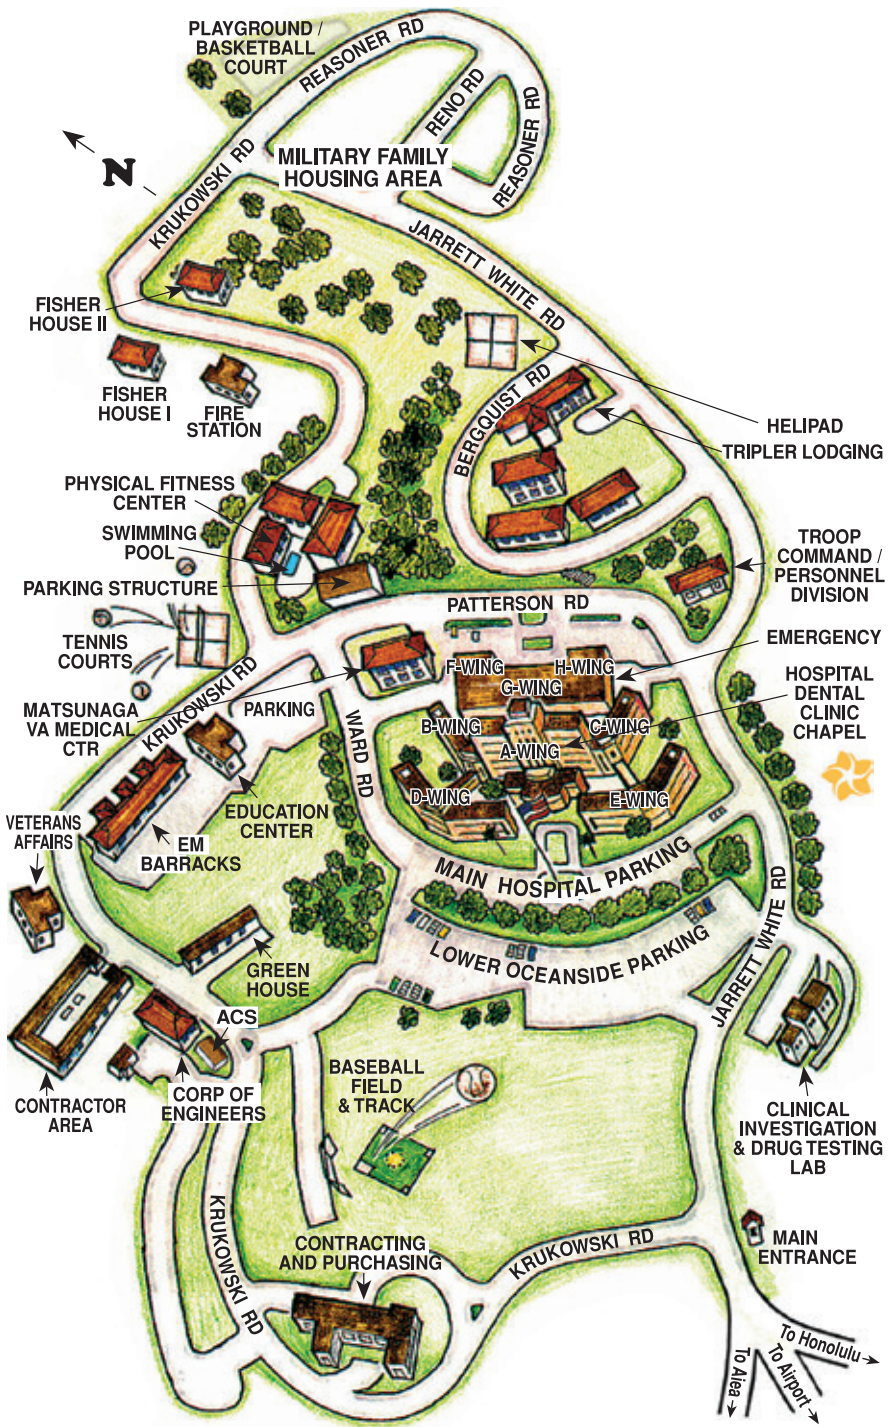 PLAYGROUND /
BASKETBALL
COURT
REASONER RD
RENO RD
REASONER RD
N
KRUKOWSKI RD
MILITARY FAMILY
HOUSING AREA
JARRETT WHITE RD
FISHER
HOUSE II
FISHER
HOUSE I
FIRE
STATION
BERGQUIST RD
HELIPAD
TRIPLER LODGING
PHYSICAL FITNESS
CENTER
SWIMMING
POOL
PARKING STRUCTURE
TROOP
COMMAND /
PERSONNEL
DIVISION
PATTERSON RD
TENNIS
COURTS
EMERGENCY
F-WING
H-WING
G-WING
HOSPITAL
DENTAL
CLINIC
CHAPEL
MATSUNAGA
VA MEDICAL
CTR
KRUKOWSKI RD
PARKING
WARD RD
B-WING
C-WING
A-WING
D-WING
E-WING
EDUCATION
CENTER
VETERANS
AFFAIRS
EM
BARRACKS
MAIN HOSPITAL PARKING
LOWER OCEANSIDE PARKING
JARRETT WHITE RD
GREEN
HOUSE
ACS
CONTRACTOR
AREA
CORP OF
ENGINEERS
BASEBALL
FIELD
& TRACK
CLINICAL
INVESTIGATION
& DRUG TESTING
LAB
KRUKOWSKI RD
CONTRACTING
AND PURCHASING
KRUKOWSKI RD
MAIN
ENTRANCE
To Honolulu
To Airport
To Aiea